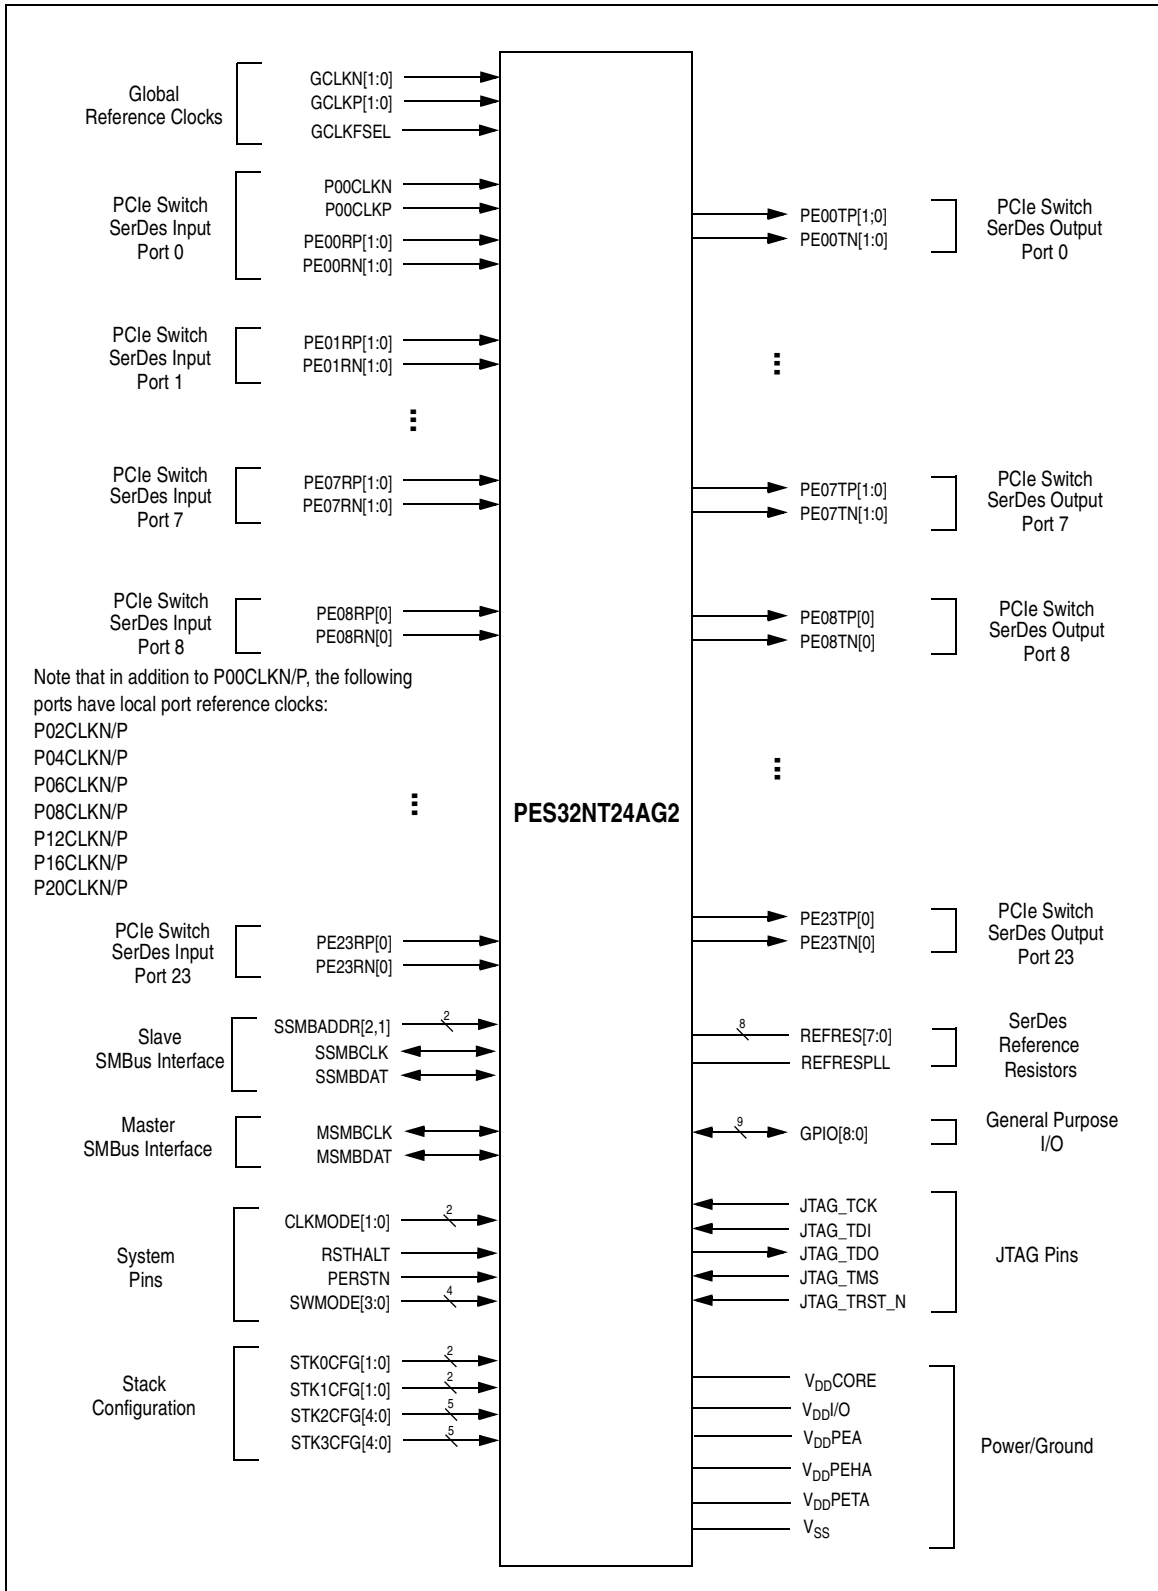 Global
Reference Clocks
GCLKN[1:0]
GCLKP[1:0]
GCLKFSEL
PCIe Switch
SerDes Input
Port 0
P00CLKN
P00CLKP
PE00RP[1:0]
PE00RN[1:0]
PCIe Switch
SerDes Input
Port 1
PE01RP[1:0]
PE01RN[1:0]
PCIe Switch
SerDes Input
Port 7
PE07RP[1:0]
PE07RN[1:0]
PCIe Switch
SerDes Input
Port 8
PE08RP[0]
PE08RN[0]
Note that in addition to P00CLKN/P, the following
ports have local port reference clocks:
P02CLKN/P
P04CLKN/P
P06CLKN/P
P08CLKN/P
P12CLKN/P
P16CLKN/P
P20CLKN/P
PCIe Switch
SerDes Input
Port 23
PE23RP[0]
PE23RN[0]
Slave
SMBus Interface
SSMBADDR[2,1]
2
SSMBCLK
SSMBDAT
Master
SMBus Interface
MSMBCLK
MSMBDAT
System
Pins
CLKMODE[1:0]
2
RSTHALT
PERSTN
SWMODE[3:0]
4
Stack
Configuration
STK0CFG[1:0]
2
STK1CFG[1:0]
2
STK2CFG[4:0]
5
STK3CFG[4:0]
5
PES32NT24AG2
PE00TP[1;0]
PE00TN[1:0]
PCIe Switch
SerDes Output
Port 0
PE07TP[1:0]
PE07TN[1:0]
PCIe Switch
SerDes Output
Port 7
PE08TP[0]
PE08TN[0]
PCIe Switch
SerDes Output
Port 8
PE23TP[0]
PE23TN[0]
PCIe Switch
SerDes Output
Port 23
8
REFRES[7:0]
REFRESPLL
SerDes
Reference
Resistors
9
GPIO[8:0]
General Purpose
I/O
JTAG_TCK
JTAG_TDI
JTAG_TDO
JTAG_TMS
JTAG_TRST_N
JTAG Pins
VDDCORE
VDDI/O
VDDPEA
VDDPEHA
VDDPETA
VSS
Power/Ground